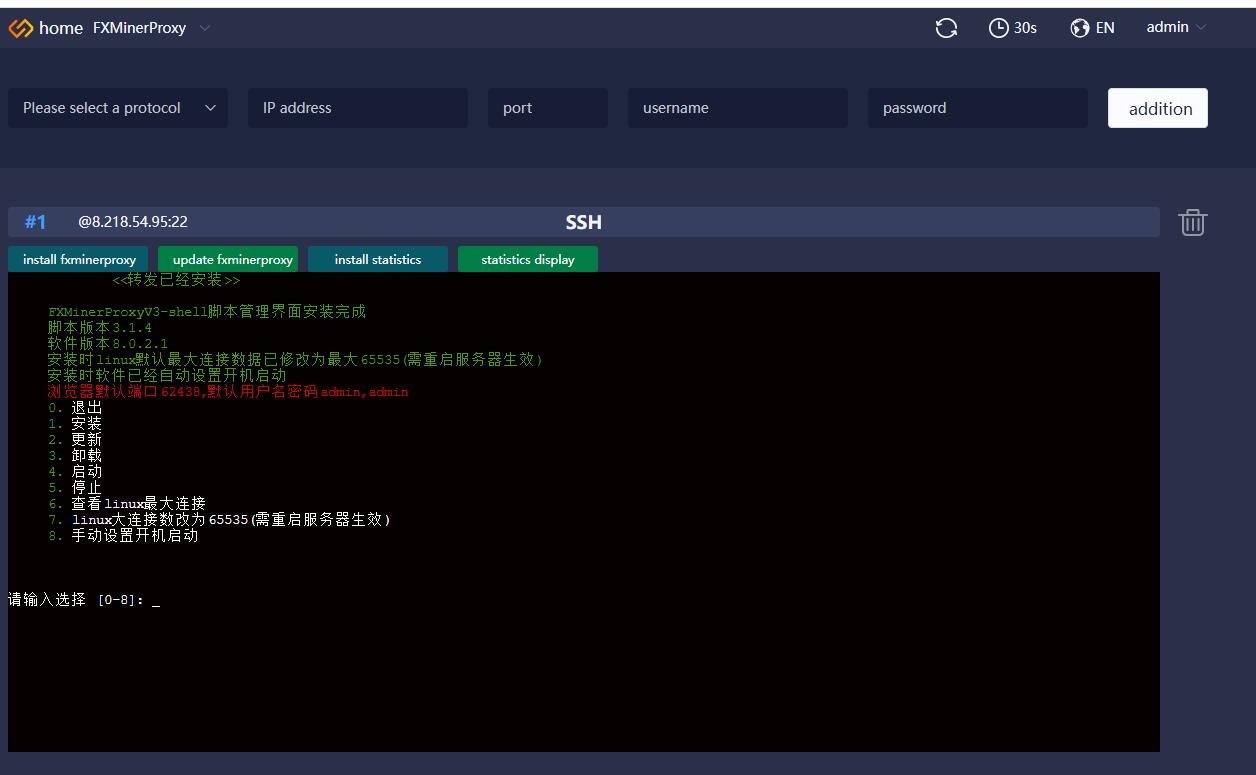 home FXMinerProxy 30s EN admin
Please select a protocol IP address port username password addition
#1 @8.218.54.95:22 SSH
install fxminerproxy update fxminerproxy install statistics statistics display
<<转发已经安装>>
FXMinerProxyV3-shell脚本管理界面安装完成
脚本版本3.1.4
软件版本8.0.2.1
安装时linux默认最大连接数据已修改为最大65535(需重启服务器生效)
安装时软件已经自动设置开机启动
浏览器默认端口62438,默认用户名密码admin,admin
0. 退出
1. 安装
2. 更新
3. 卸载
4. 启动
5. 停止
6. 查看linux最大连接
7. linux大连接数改为65535(需重启服务器生效)
8. 手动设置开机启动
请输入选择 [0-8]: _